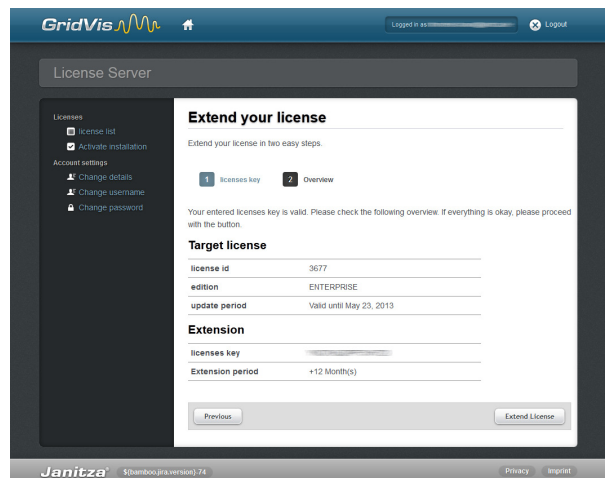 GridVis
Logged in as
Logout
License Server
Licenses
license list
Activate installation
Account settings
Change details
Change username
Change password
Extend your license
Extend your license in two easy steps.
1 licenses key 2 Overview
Your entered licenses key is valid. Please check the following overview. If everything is okay, please proceed
with the button.
Target license
license id 3677
edition ENTERPRISE
update period Valid until May 23, 2013
Extension
licenses key
Extension period +12 Month(s)
Previous Extend License
Janitza® ${bamboo.jira.version}-74 Privacy Imprint